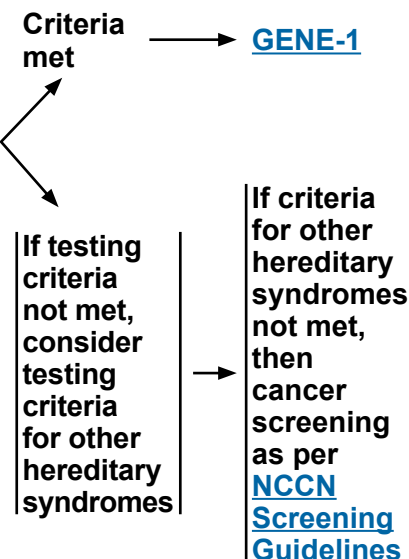 Criteria
met
GENE-1
If testing
criteria
not met,
consider
testing
criteria
for other
hereditary
syndromes
If criteria
for other
hereditary
syndromes
not met,
then
cancer
screening
as per
NCCN
Screening
Guidelines